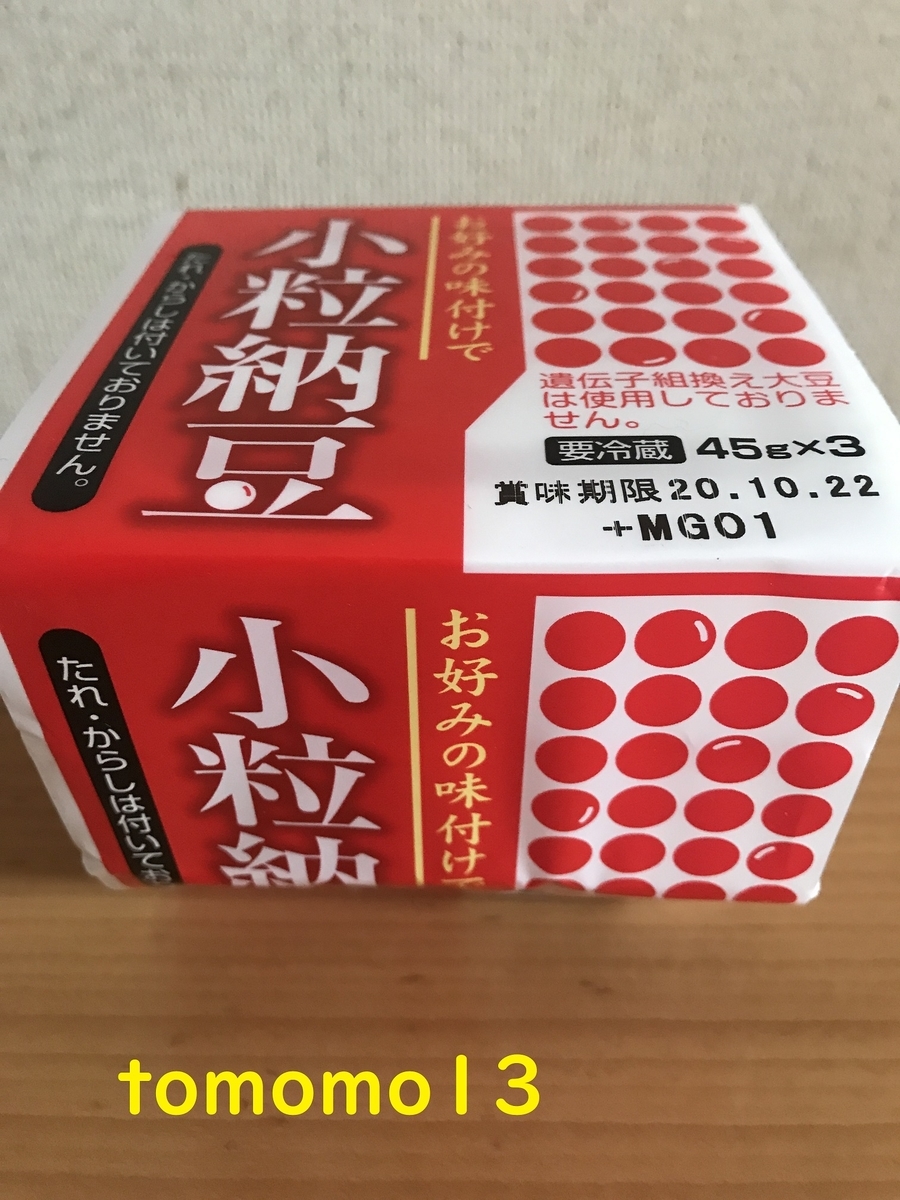 お好みの味付けで
小粒納豆
たれ・からしは付いておりません。
遺伝子組換え大豆
は使用しておりま
せん。
要冷蔵 45g×3
賞味期限20.10.22
+MG01
お好みの味付けで
小粒納
たれ・からしは付いてお
tomomo13